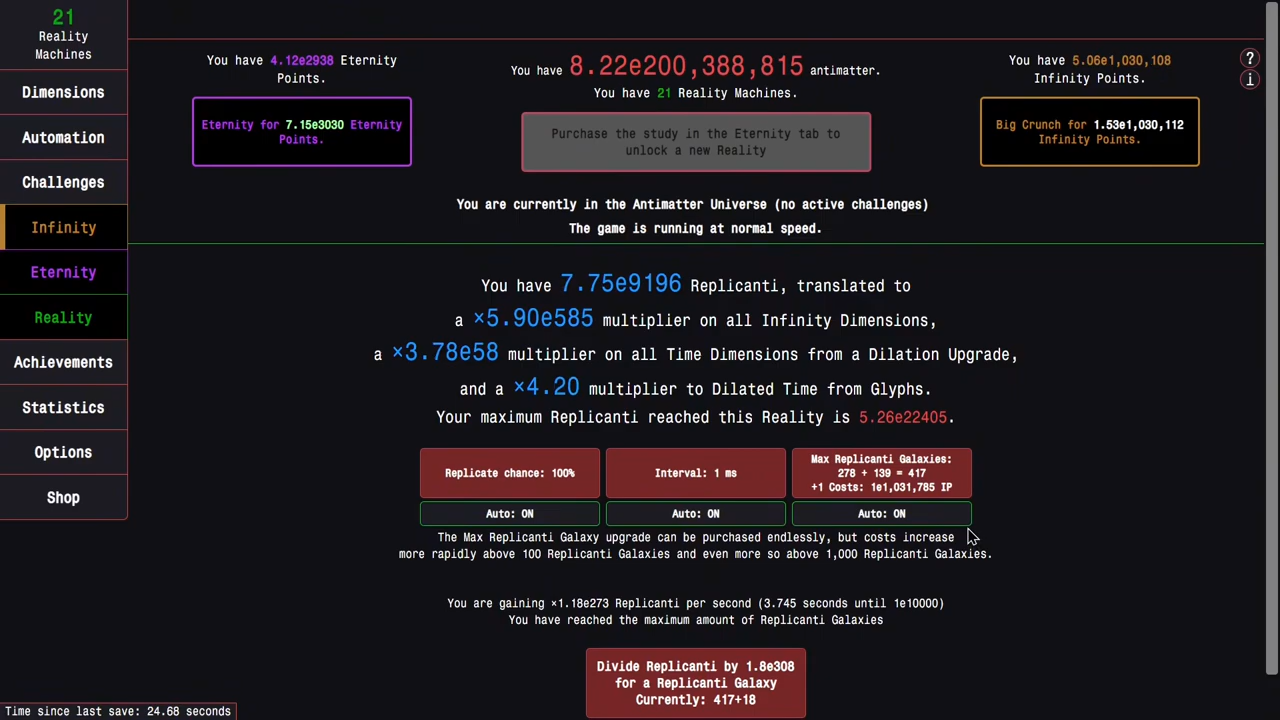 21
Reality
Machines
Dimensions
Automation
Challenges
Infinity
Eternity
Reality
Achievements
Statistics
Options
Shop
You have 4.12e2938 Eternity
Points.
Eternity for 7.15e3030 Eternity
Points.
You have 8.22e200,388,815 antimatter.
You have 21 Reality Machines.
Purchase the study in the Eternity tab to
unlock a new Reality
You have 5.06e1,030,108
Infinity Points.
Big Crunch for 1.53e1,030,112
Infinity Points.
?
i
You are currently in the Antimatter Universe (no active challenges)
The game is running at normal speed.
You have 7.75e9196 Replicanti, translated to
a ×5.90e585 multiplier on all Infinity Dimensions,
a ×3.78e58 multiplier on all Time Dimensions from a Dilation Upgrade,
and a ×4.20 multiplier to Dilated Time from Glyphs.
Your maximum Replicanti reached this Reality is 5.26e22405.
Replicate chance: 100%
Interval: 1 ms
Max Replicanti Galaxies:
278 + 139 = 417
+1 Costs: 1e1,031,785 IP
Auto: ON
Auto: ON
Auto: ON
The Max Replicanti Galaxy upgrade can be purchased endlessly, but costs increase
more rapidly above 100 Replicanti Galaxies and even more so above 1,000 Replicanti Galaxies.
You are gaining ×1.18e273 Replicanti per second (3.745 seconds until 1e10000)
You have reached the maximum amount of Replicanti Galaxies
Divide Replicanti by 1.8e308
for a Replicanti Galaxy
Currently: 417+18
Time since last save: 24.68 seconds